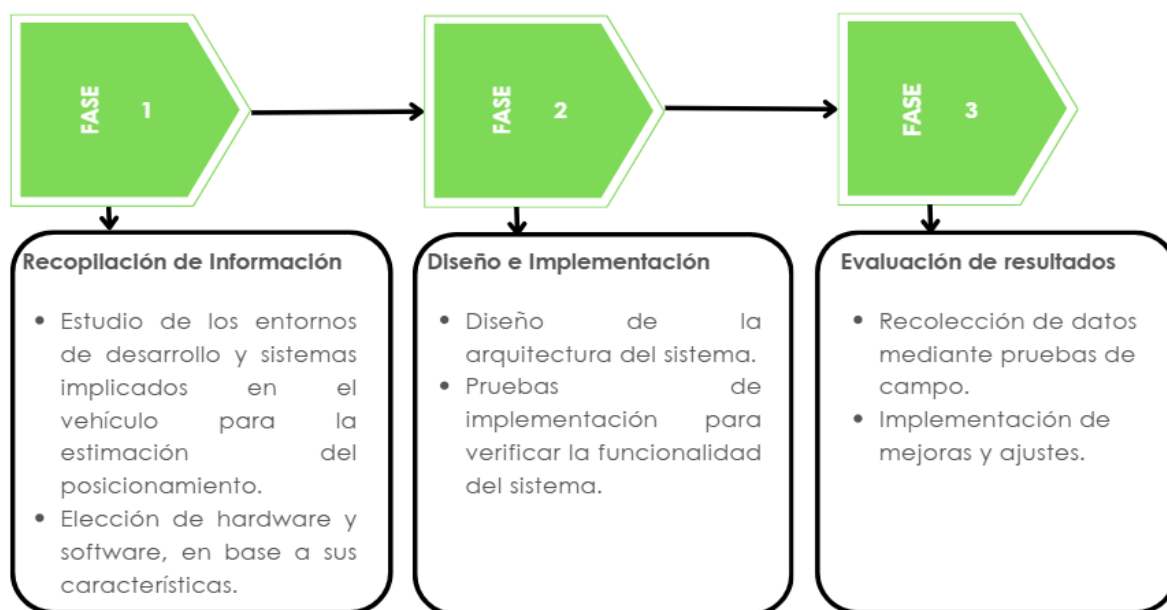 FASE 1
FASE 2
FASE 3
Recopilación de Información
• Estudio de los entornos
de desarrollo y sistemas
implicados en el
vehículo para la
estimación del
posicionamiento.
• Elección de hardware y
software, en base a sus
características.
Diseño e Implementación
• Diseño de la
arquitectura del sistema.
• Pruebas de
implementación para
verificar la funcionalidad
del sistema.
Evaluación de resultados
• Recolección de datos
mediante pruebas de
campo.
• Implementación de
mejoras y ajustes.